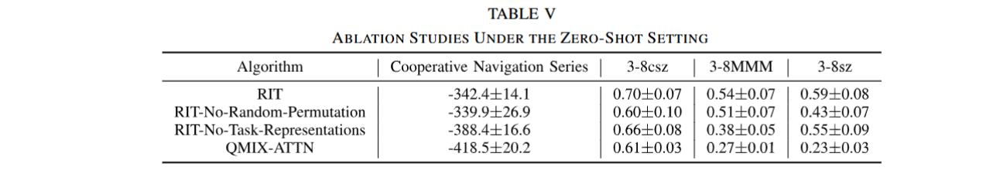 TABLE V
ABLATION STUDIES UNDER THE ZERO-SHOT SETTING
Algorithm Cooperative Navigation Series 3-8csz 3-8MMM 3-8sz
RIT -342.4±14.1 0.70±0.07 0.54±0.07 0.59±0.08
RIT-No-Random-Permutation -339.9±26.9 0.60±0.10 0.51±0.07 0.43±0.07
RIT-No-Task-Representations -388.4±16.6 0.66±0.08 0.38±0.05 0.55±0.09
QMIX-ATTN -418.5±20.2 0.61±0.03 0.27±0.01 0.23±0.03